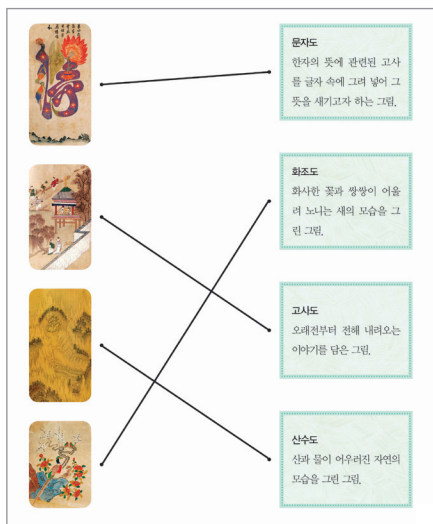 문자도
한자의 뜻에 관련된 고사
를 글자 속에 그려 넣어 그
뜻을 새기고자 하는 그림.
화조도
화사한 꽃과 쌍쌍이 어울
려 노니는 새의 모습을 그
린 그림.
고사도
오래전부터 전해 내려오는
이야기를 담은 그림.
산수도
산과 물이 어우러진 자연의
모습을 그린 그림.